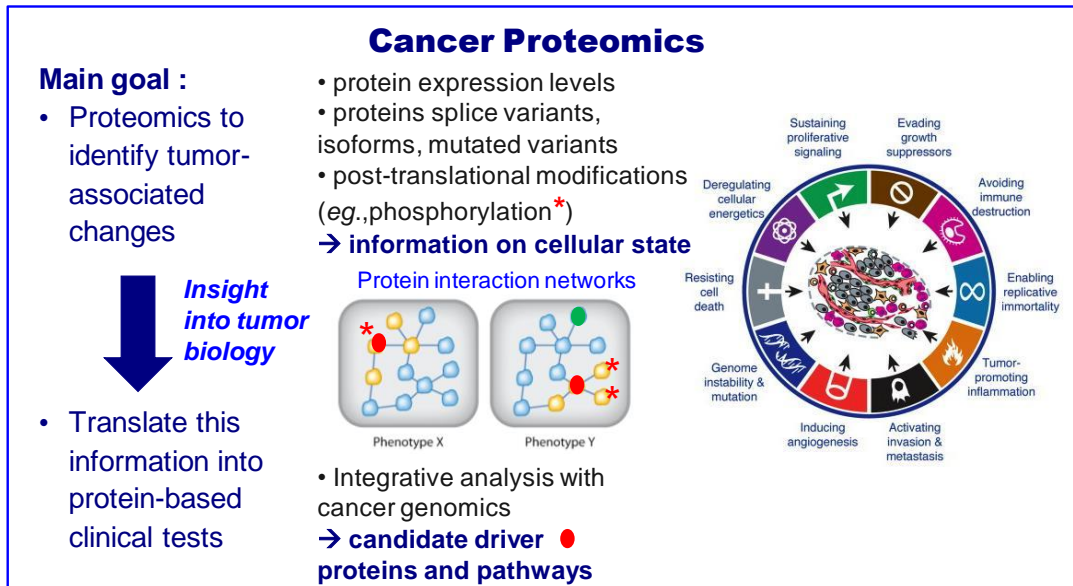 Cancer Proteomics
Main goal :
• Proteomics to
identify tumor-
associated
changes
Insight
into tumor
biology
• Translate this
information into
protein-based
clinical tests
• protein expression levels
• proteins splice variants,
isoforms, mutated variants
• post-translational modifications
(eg.,phosphorylation*)
→ information on cellular state
Protein interaction networks
*
*
*
Phenotype X
Phenotype Y
• Integrative analysis with
cancer genomics
→ candidate driver
proteins and pathways
Sustaining
proliferative
signaling
Evading
growth
suppressors
Deregulating
cellular
energetics
Avoiding
immune
destruction
Resisting
cell
death
Enabling
replicative
immortality
Genome
instability &
mutation
Tumor-
promoting
inflammation
Inducing
angiogenesis
Activating
invasion &
metastasis